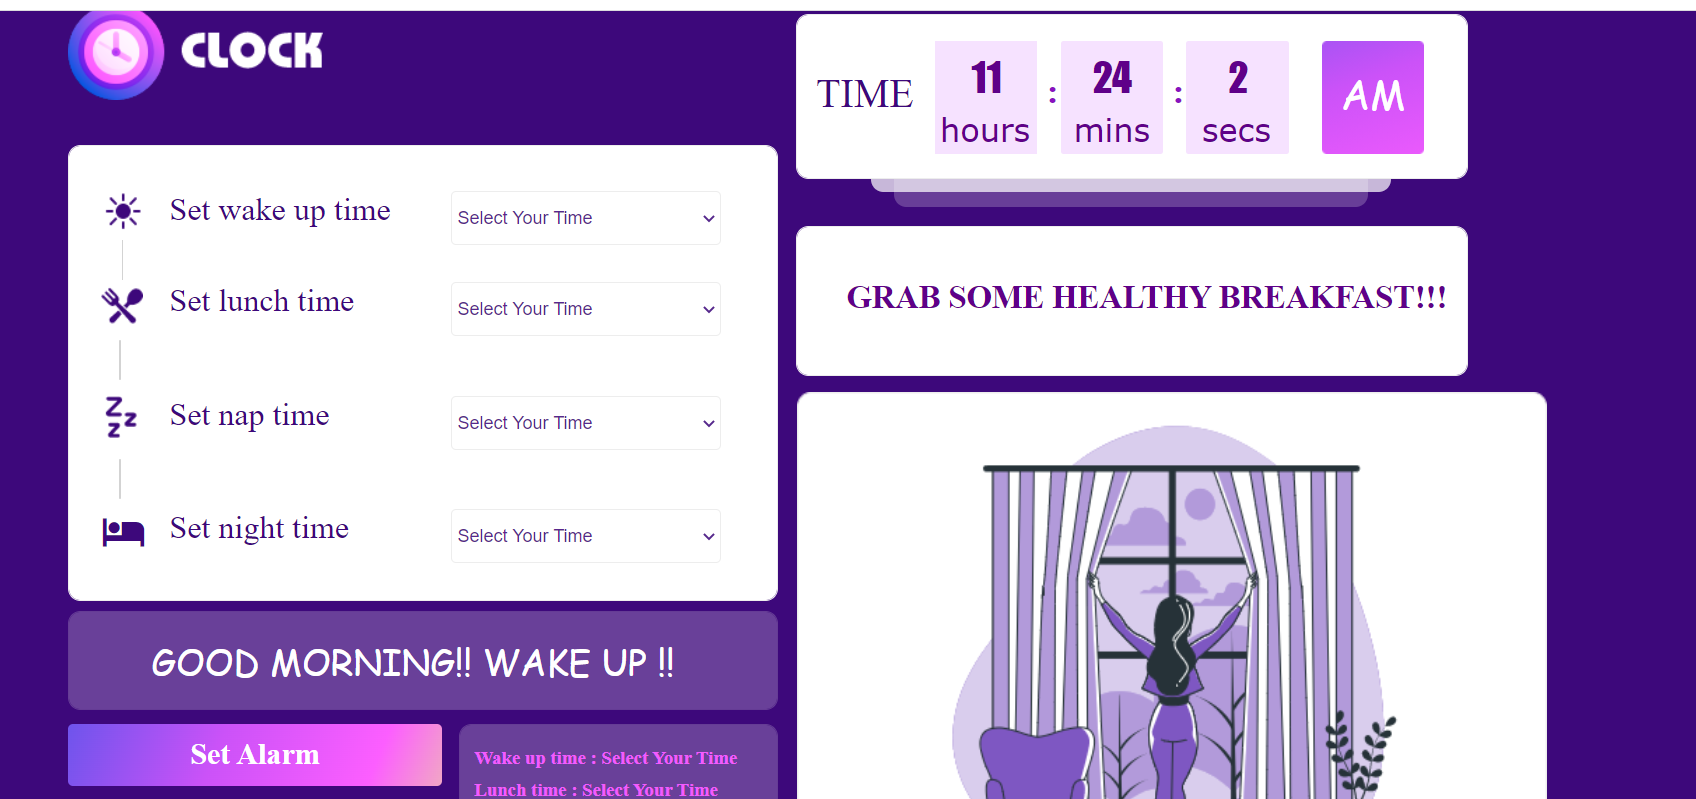 CLOCK
TIME
11 : 24 : 2
hours mins secs
AM
Set wake up time Select Your Time
Set lunch time Select Your Time
Set nap time Select Your Time
Set night time Select Your Time
GRAB SOME HEALTHY BREAKFAST!!!
GOOD MORNING!! WAKE UP !!
Set Alarm
Wake up time : Select Your Time
Lunch time : Select Your Time